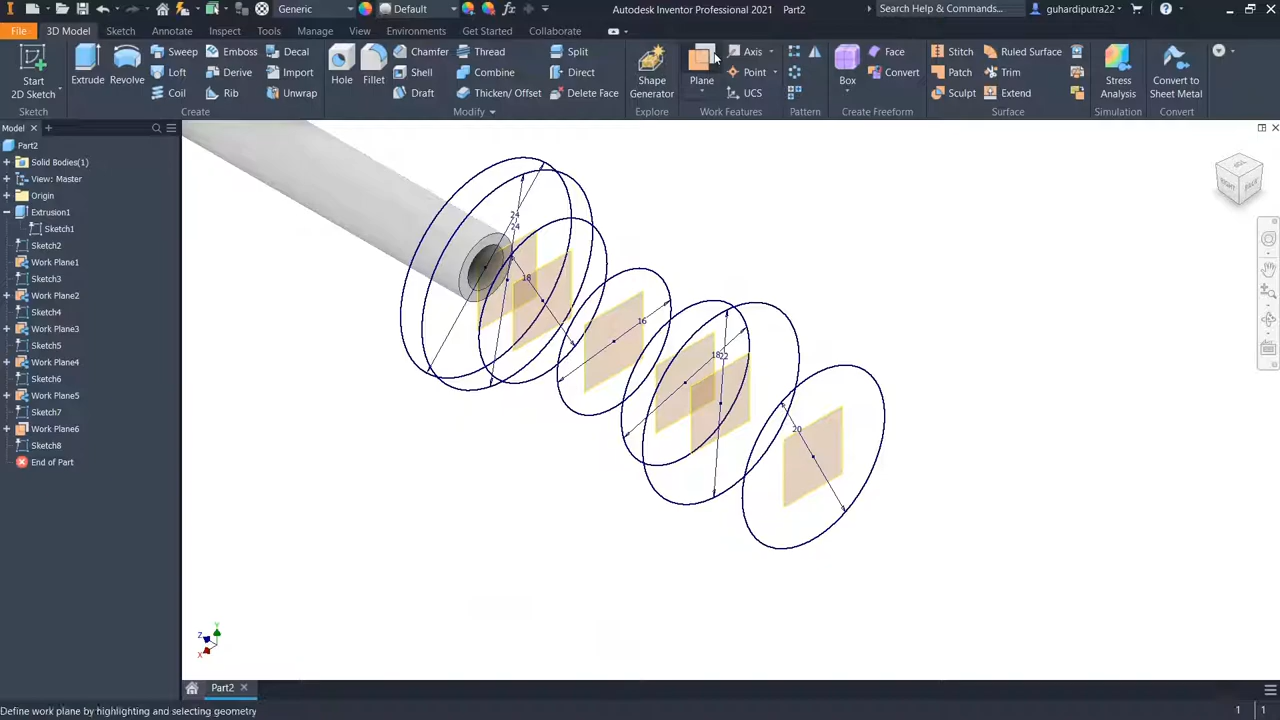 Generic
Default
Autodesk Inventor Professional 2021 Part2
Search Help & Commands...
guhardiputra22
File
3D Model
Sketch
Annotate
Inspect
Tools
Manage
View
Environments
Get Started
Collaborate
Start
2D Sketch
Sketch
Extrude
Revolve
Sweep
Loft
Coil
Emboss
Derive
Rib
Decal
Import
Unwrap
Create
Hole
Fillet
Chamfer
Shell
Draft
Thread
Combine
Thicken/ Offset
Split
Direct
Delete Face
Modify
Shape
Generator
Explore
Plane
Axis
Point
UCS
Work Features
Pattern
Box
Face
Convert
Create Freeform
Stitch
Patch
Sculpt
Ruled Surface
Trim
Extend
Surface
Stress
Analysis
Simulation
Convert to
Sheet Metal
Convert
Model
Part2
Solid Bodies(1)
View: Master
Origin
Extrusion1
Sketch1
Sketch2
Work Plane1
Sketch3
Work Plane2
Sketch4
Work Plane3
Sketch5
Work Plane4
Sketch6
Work Plane5
Sketch7
Work Plane6
Sketch8
End of Part
24
24
18
16
18
22
20
TOP
RIGHT
BACK
Y
Z
X
Part2
Define work plane by highlighting and selecting geometry
1
1